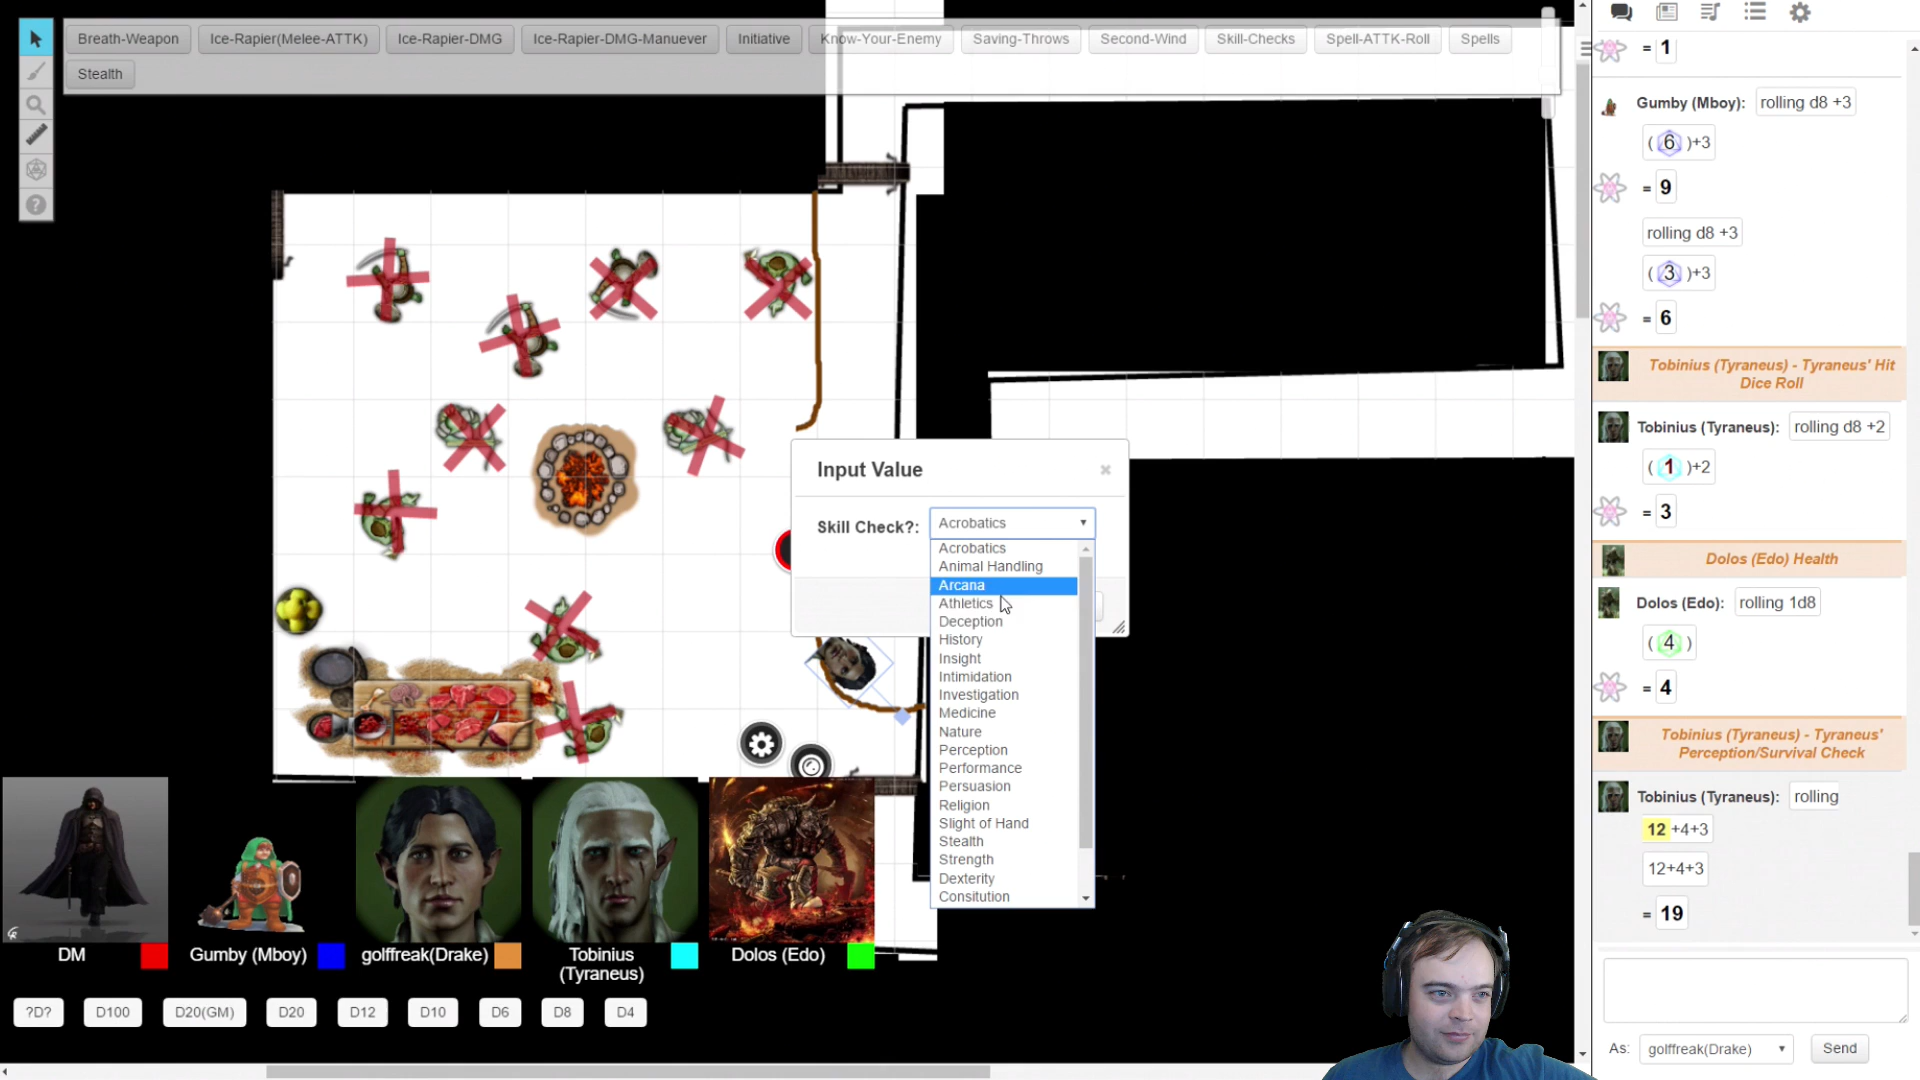 Breath-Weapon
Ice-Rapier(Melee-ATTK)
Ice-Rapier-DMG
Ice-Rapier-DMG-Manuever
Initiative
Know-Your-Enemy
Saving-Throws
Second-Wind
Skill-Checks
Spell-ATTK-Roll
Spells
Stealth
Input Value
×
Skill Check?:
Acrobatics
Acrobatics
Animal Handling
Arcana
Athletics
Deception
History
Insight
Intimidation
Investigation
Medicine
Nature
Perception
Performance
Persuasion
Religion
Slight of Hand
Stealth
Strength
Dexterity
Consitution
DM
Gumby (Mboy)
golffreak(Drake)
Tobinius
(Tyraneus)
Dolos (Edo)
?D?
D100
D20(GM)
D20
D12
D10
D6
D8
D4
= 1
Gumby (Mboy): rolling d8 +3
(6)+3
= 9
rolling d8 +3
(3)+3
= 6
Tobinius (Tyraneus) - Tyraneus' Hit
Dice Roll
Tobinius (Tyraneus): rolling d8 +2
(1)+2
= 3
Dolos (Edo) Health
Dolos (Edo): rolling 1d8
(4)
= 4
Tobinius (Tyraneus) - Tyraneus'
Perception/Survival Check
Tobinius (Tyraneus): rolling
12 +4+3
12+4+3
= 19
As: golffreak(Drake)
Send